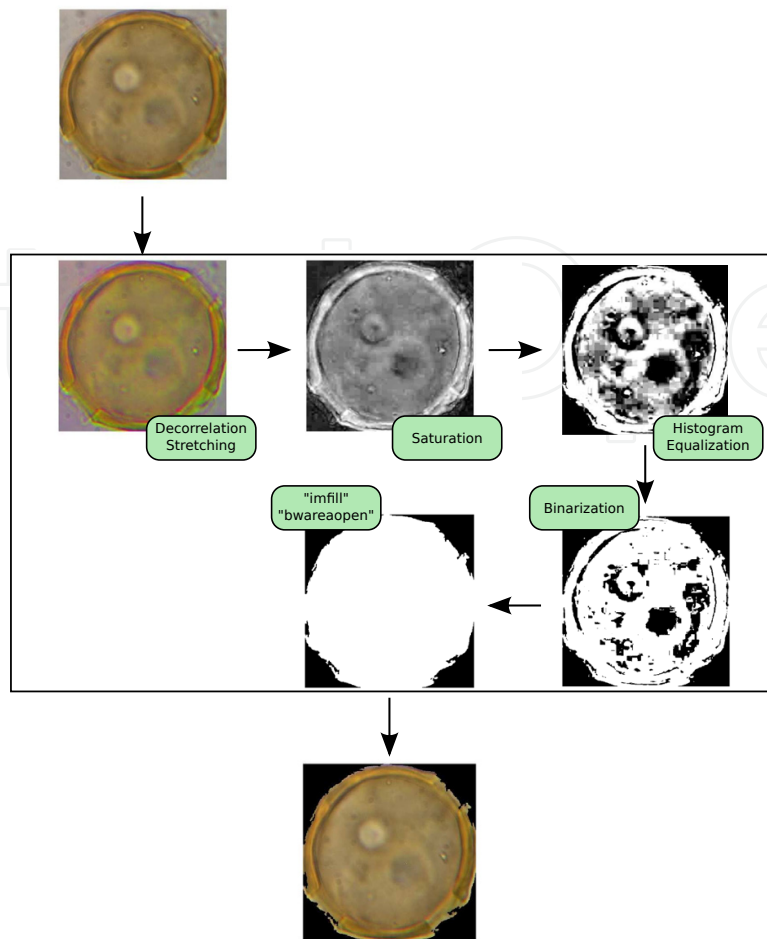 Decorrelation
Stretching
Saturation
Histogram
Equalization
"imfill"
"bwareaopen"
Binarization